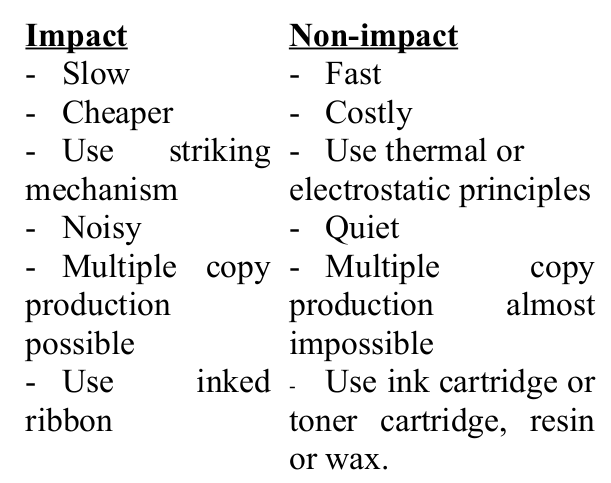 Impact
- Slow
- Cheaper
- Use striking
mechanism
- Noisy
- Multiple copy
production
possible
- Use inked
ribbon
Non-impact
- Fast
- Costly
- Use thermal or
electrostatic principles
- Quiet
- Multiple copy
production almost
impossible
- Use ink cartridge or
toner cartridge, resin
or wax.